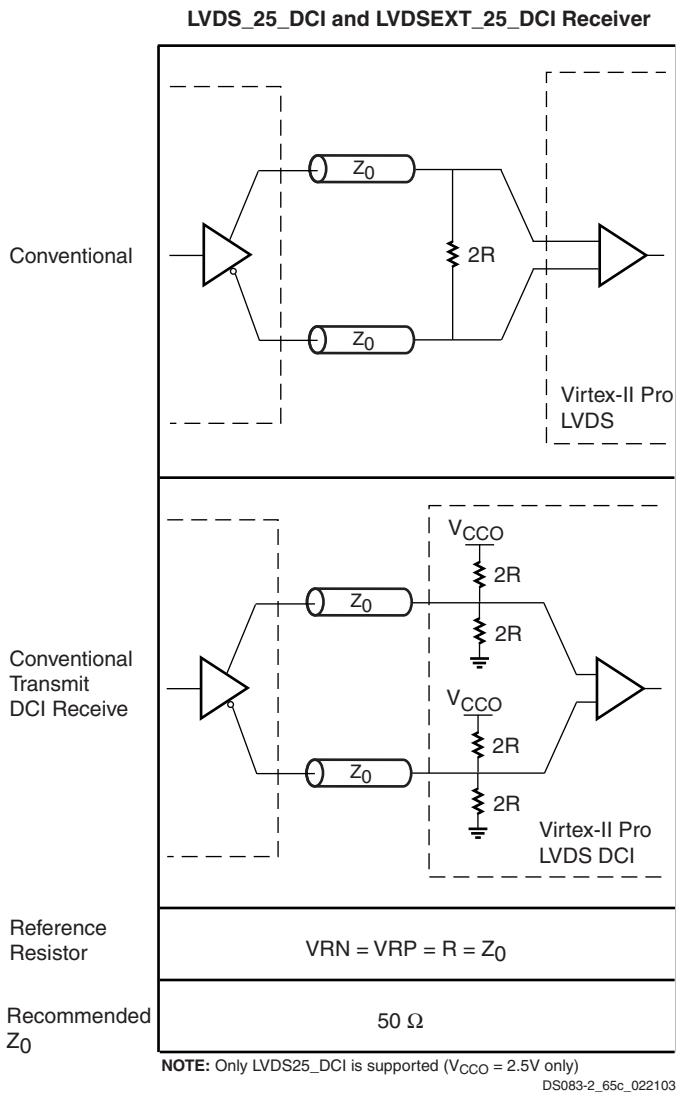 LVDS_25_DCI and LVDSEXT_25_DCI Receiver
Conventional
Z0
2R
Z0
Virtex-II Pro
LVDS
Conventional
Transmit
DCI Receive
VCCO
2R
Z0
2R
VCCO
2R
Z0
2R
Virtex-II Pro
LVDS DCI
Reference
Resistor
VRN = VRP = R = Z0
Recommended
Z0
50 Ω
NOTE: Only LVDS25_DCI is supported (VCCO = 2.5V only)
DS083-2_65c_022103